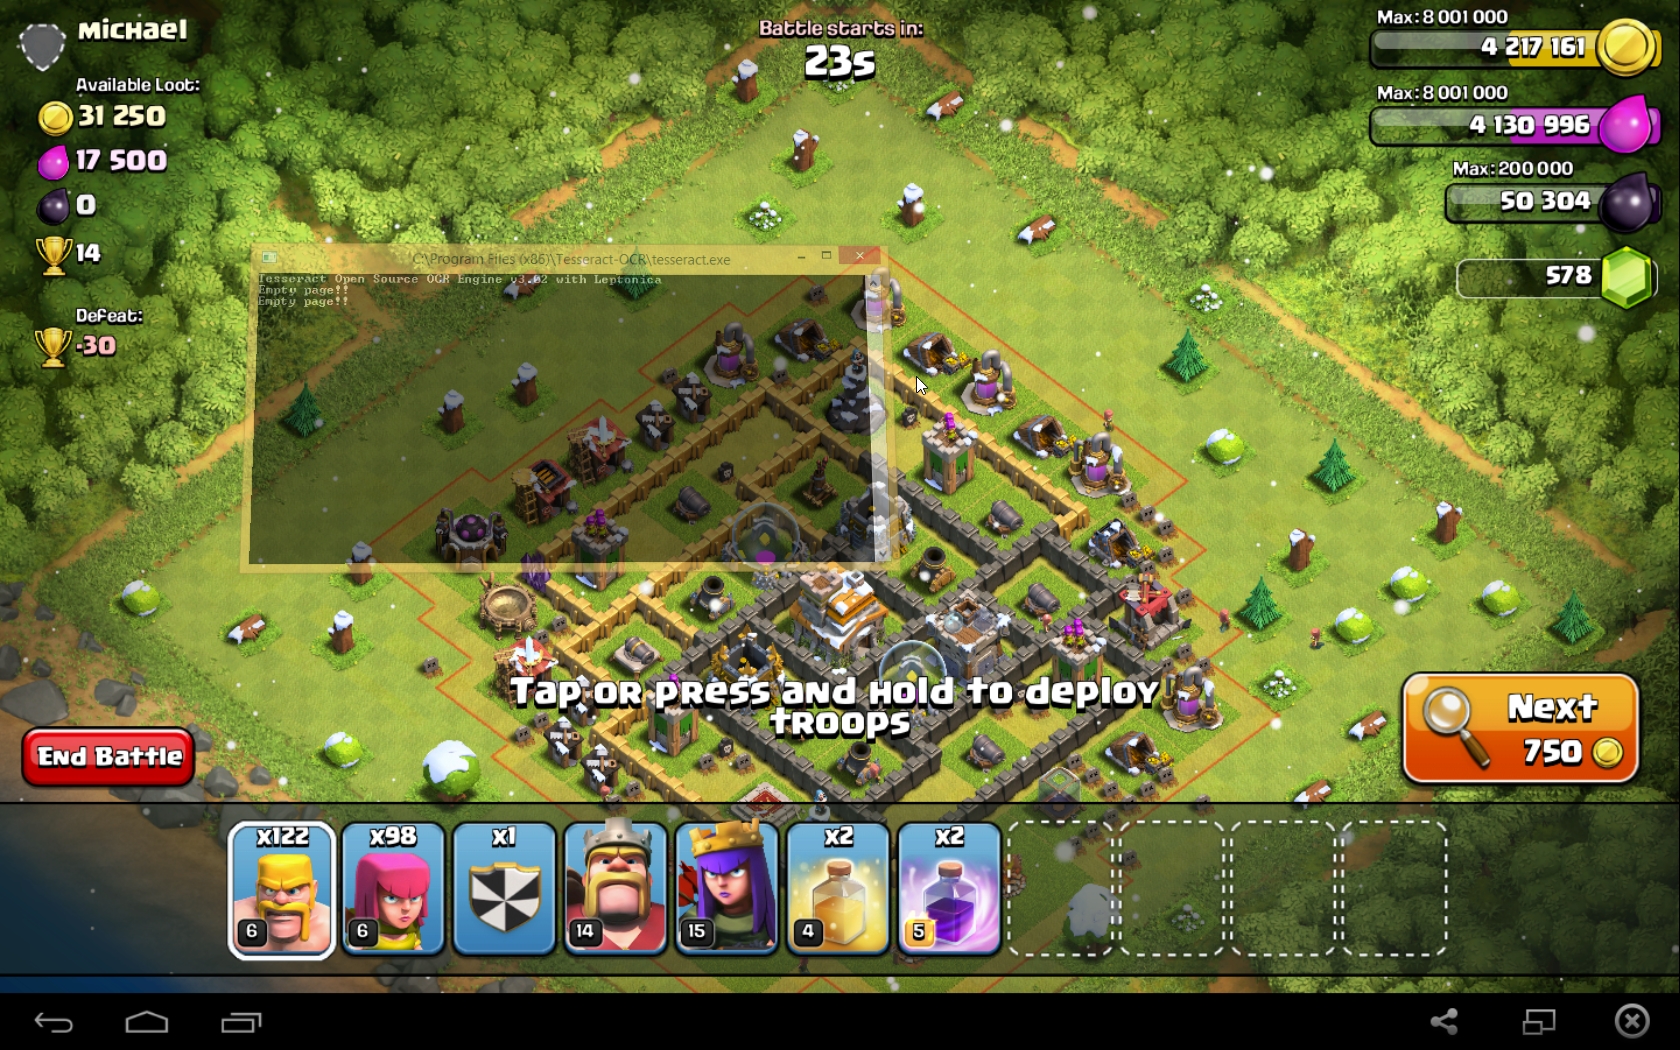 Michael
Available Loot:
31 250
17 500
0
14
Defeat:
-30
Battle starts in:
23s
Max: 8 001 000
4 217 161
Max: 8 001 000
4 130 996
Max: 200 000
50 304
578
C:\Program Files (x86)\Tesseract-OCR\tesseract.exe
Tesseract Open Source OCR Engine v3.02 with Leptonica
Empty page!!
Empty page!!
Tap or press and hold to deploy
troops
End Battle
Next
750
x122
x98
x1
x2
x2
6
6
14
15
4
5